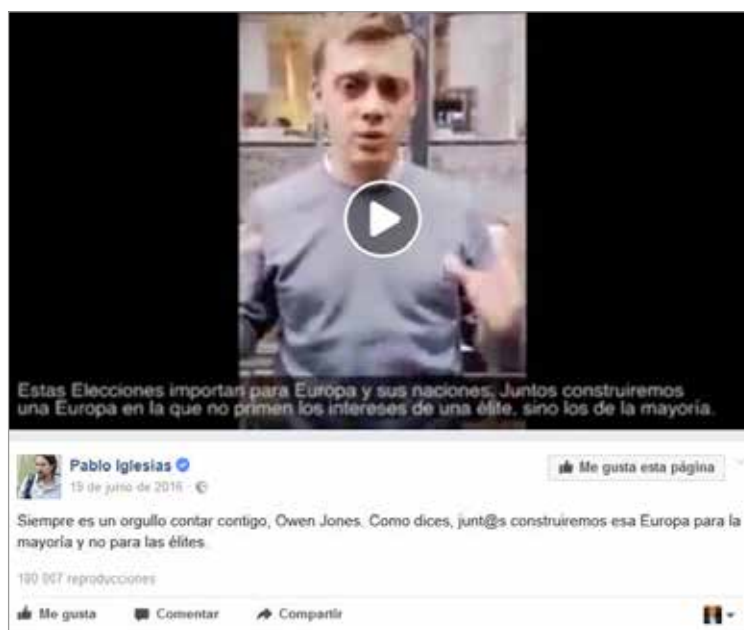 Estas Elecciones importan para Europa y sus naciones. Juntos construiremos
una Europa en la que no primen los intereses de una élite, sino los de la mayoría.
Pablo Iglesias
Me gusta esta página
19 de junio de 2016
Siempre es un orgullo contar contigo, Owen Jones. Como dices, junt@s construiremos esa Europa para la
mayoría y no para las élites.
reproducciones
Me gusta Comentar Compartir